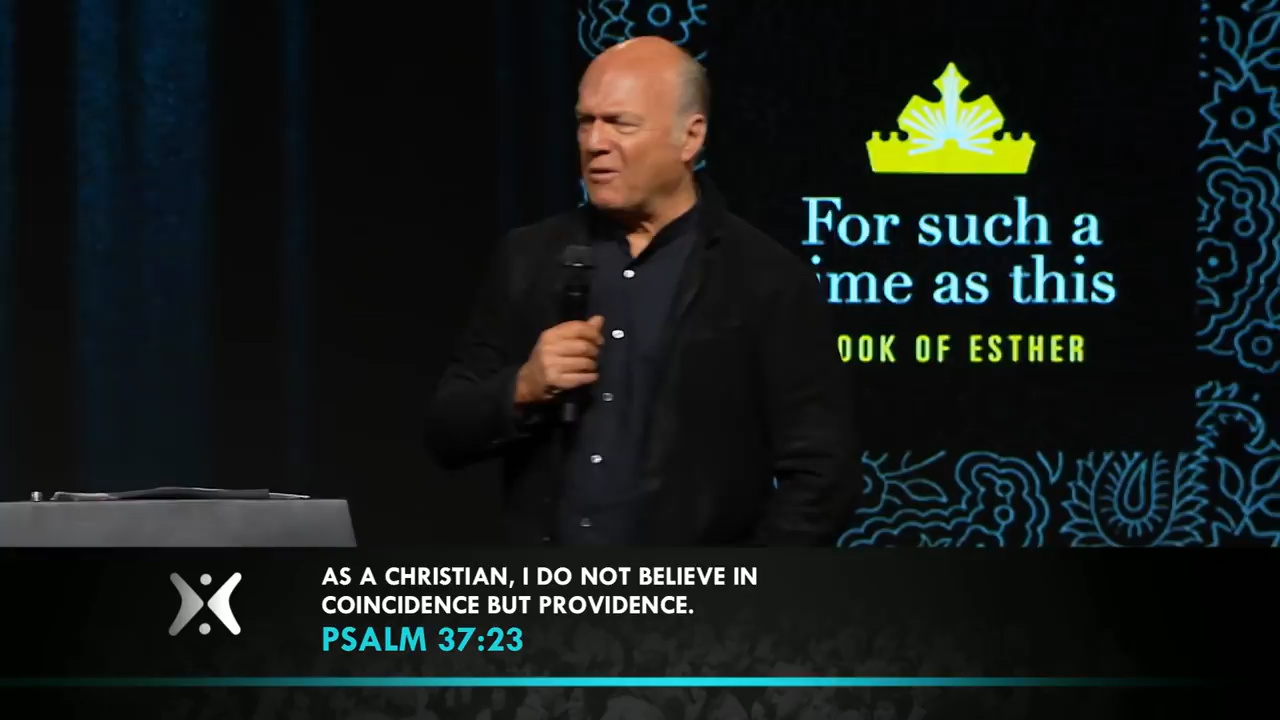 For such a
ime as this
OOK OF ESTHER
AS A CHRISTIAN, I DO NOT BELIEVE IN
COINCIDENCE BUT PROVIDENCE.
PSALM 37:23